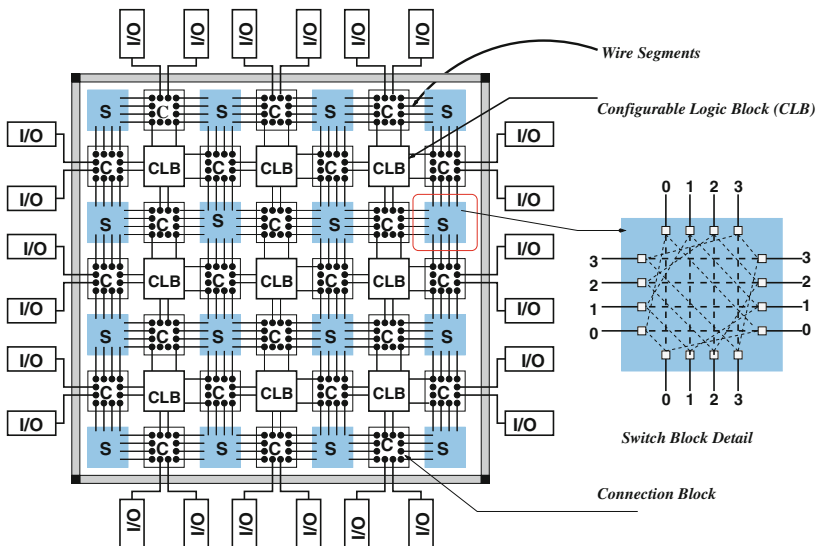 I/O I/O I/O I/O I/O I/O
Wire Segments
S C S C S C S
Configurable Logic Block (CLB)
I/O C CLB C CLB C CLB C I/O
I/O I/O
0 1 2 3
S C S C S C S
I/O I/O
3 3
I/O C CLB C CLB C CLB C I/O
2 2
1 1
0 0
S C S C S C S
I/O I/O
0 1 2 3
I/O C CLB C CLB C CLB C I/O
Switch Block Detail
S C S C S C S
Connection Block
I/O I/O I/O I/O I/O I/O